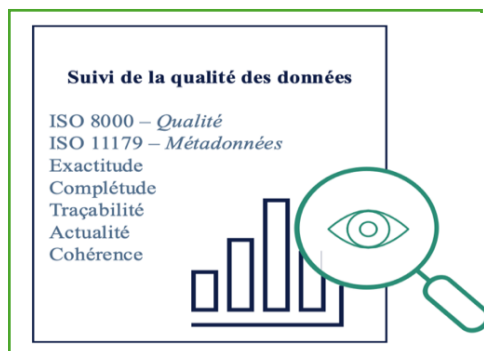 Suivi de la qualité des données
ISO 8000 – Qualité
ISO 11179 – Métadonnées
Exactitude
Complétude
Traçabilité
Actualité
Cohérence